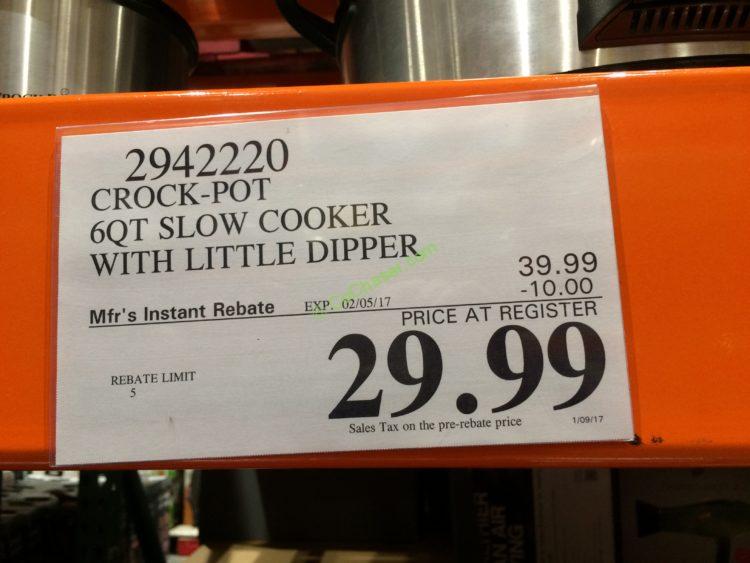 2942220
CROCK-POT
6QT SLOW COOKER
WITH LITTLE DIPPER
39.99
-10.00
Mfr's Instant Rebate EXP. 02/05/17
PRICE AT REGISTER
29.99
REBATE LIMIT
5
Sales Tax on the pre-rebate price
1/09/17